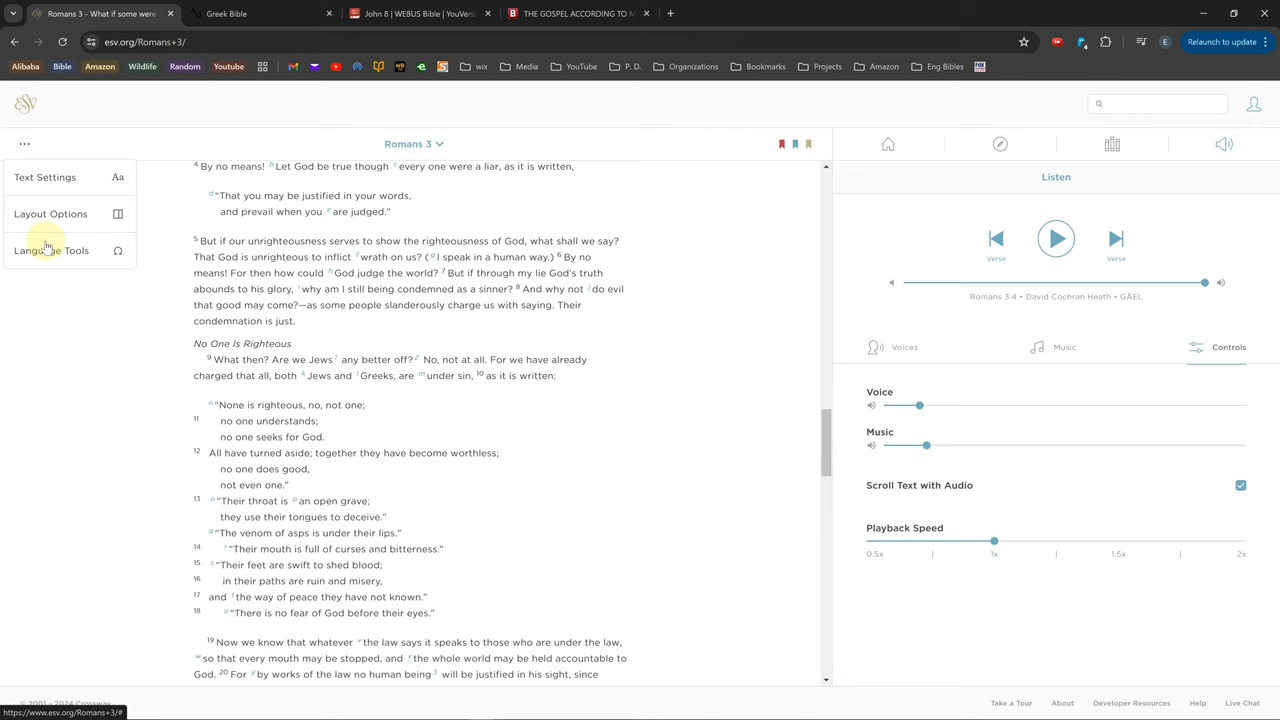 Romans 3 - What if some were
Greek Bible
John 8 | WEBUS Bible | YouVers
THE GOSPEL ACCORDING TO M
esv.org/Romans+3/
E
Relaunch to update
Alibaba
Bible
Amazon
Wildlife
Random
Youtube
wix
Media
YouTube
P. D.
Organizations
Bookmarks
Projects
Amazon
Eng Bibles
ESV
Romans 3
Text Settings Aa
Layout Options
Language Tools Ω
4 By no means! b Let God be true though c every one were a liar, as it is written,
d “That you may be justified in your words,
and prevail when you e are judged.”
5 But if our unrighteousness serves to show the righteousness of God, what shall we say?
That God is unrighteous to inflict f wrath on us? ( g I speak in a human way.) 6 By no
means! For then how could h God judge the world? 7 But if through my lie God’s truth
abounds to his glory, i why am I still being condemned as a sinner? 8 And why not j do evil
that good may come?—as some people slanderously charge us with saying. Their
condemnation is just.
No One Is Righteous
9 What then? Are we Jews 1 any better off? 2 No, not at all. For we have already
charged that all, both k Jews and l Greeks, are m under sin, 10 as it is written:
n “None is righteous, no, not one;
11 no one understands;
no one seeks for God.
12 All have turned aside; together they have become worthless;
no one does good,
not even one.”
13 o “Their throat is p an open grave;
they use their tongues to deceive.”
q “The venom of asps is under their lips.”
14 r “Their mouth is full of curses and bitterness.”
15 s “Their feet are swift to shed blood;
16 in their paths are ruin and misery,
17 and t the way of peace they have not known.”
18 u “There is no fear of God before their eyes.”
19 Now we know that whatever v the law says it speaks to those who are under the law,
w so that every mouth may be stopped, and x the whole world may be held accountable to
God. 20 For y by works of the law no human being 3 will be justified in his sight, since
Listen
Verse
Verse
Romans 3:4 • David Cochran Heath • GÅEL
Voices
Music
Controls
Voice
Music
Scroll Text with Audio
Playback Speed
0.5x 1x 1.5x 2x
© 2001 - 2024 Crossway
https://www.esv.org/Romans+3/#
Take a Tour
About
Developer Resources
Help
Live Chat